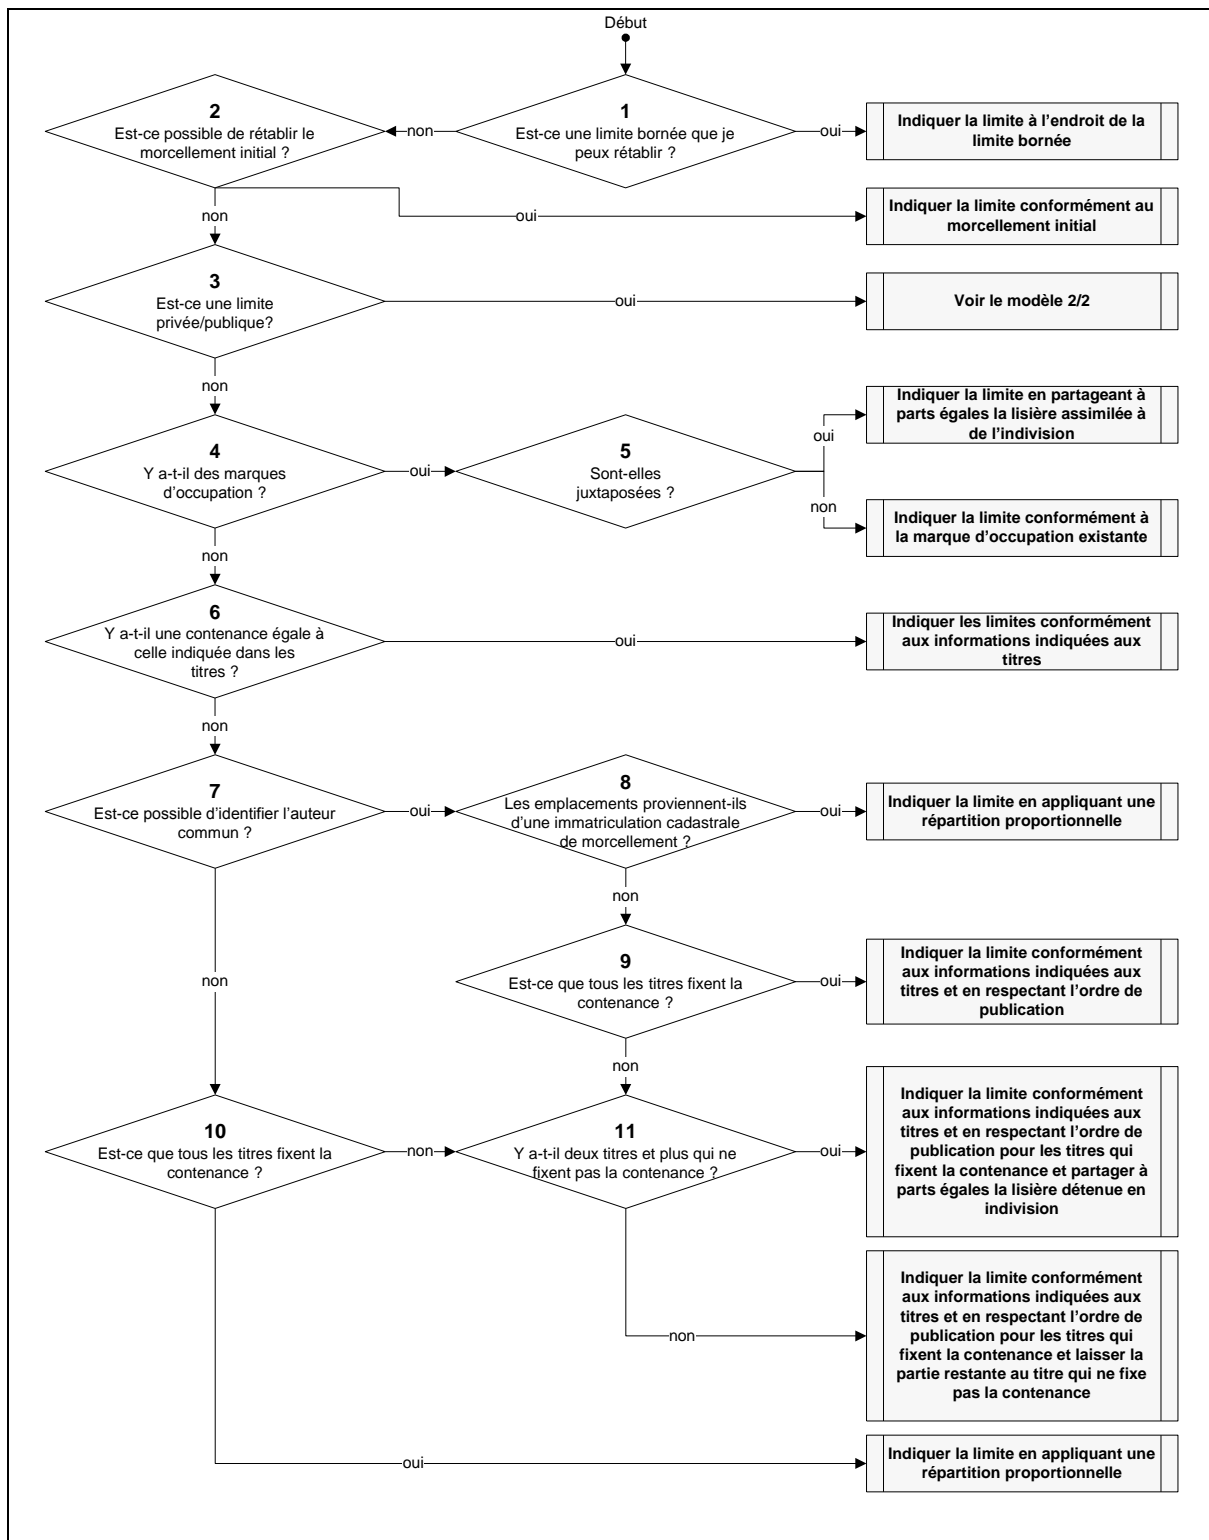 Début
1
Est-ce une limite bornée que je
peux rétablir ?
oui
Indiquer la limite à l’endroit de la
limite bornée
non
2
Est-ce possible de rétablir le
morcellement initial ?
oui
Indiquer la limite conformément au
morcellement initial
non
3
Est-ce une limite
privée/publique?
oui
Voir le modèle 2/2
non
4
Y a-t-il des marques
d’occupation ?
oui
5
Sont-elles
juxtaposées ?
oui
Indiquer la limite en partageant à
parts égales la lisière assimilée à
de l’indivision
non
Indiquer la limite conformément à
la marque d’occupation existante
non
6
Y a-t-il une contenance égale à
celle indiquée dans les
titres ?
oui
Indiquer les limites conformément
aux informations indiquées aux
titres
non
7
Est-ce possible d’identifier l’auteur
commun ?
oui
8
Les emplacements proviennent-ils
d’une immatriculation cadastrale
de morcellement ?
oui
Indiquer la limite en appliquant une
répartition proportionnelle
non
9
Est-ce que tous les titres fixent la
contenance ?
oui
Indiquer la limite conformément
aux informations indiquées aux
titres et en respectant l’ordre de
publication
non
non
10
Est-ce que tous les titres fixent la
contenance ?
non
11
Y a-t-il deux titres et plus qui ne
fixent pas la contenance ?
oui
Indiquer la limite conformément
aux informations indiquées aux
titres et en respectant l’ordre de
publication pour les titres qui
fixent la contenance et partager à
parts égales la lisière détenue en
indivision
non
Indiquer la limite conformément
aux informations indiquées aux
titres et en respectant l’ordre de
publication pour les titres qui
fixent la contenance et laisser la
partie restante au titre qui ne fixe
pas la contenance
oui
Indiquer la limite en appliquant une
répartition proportionnelle